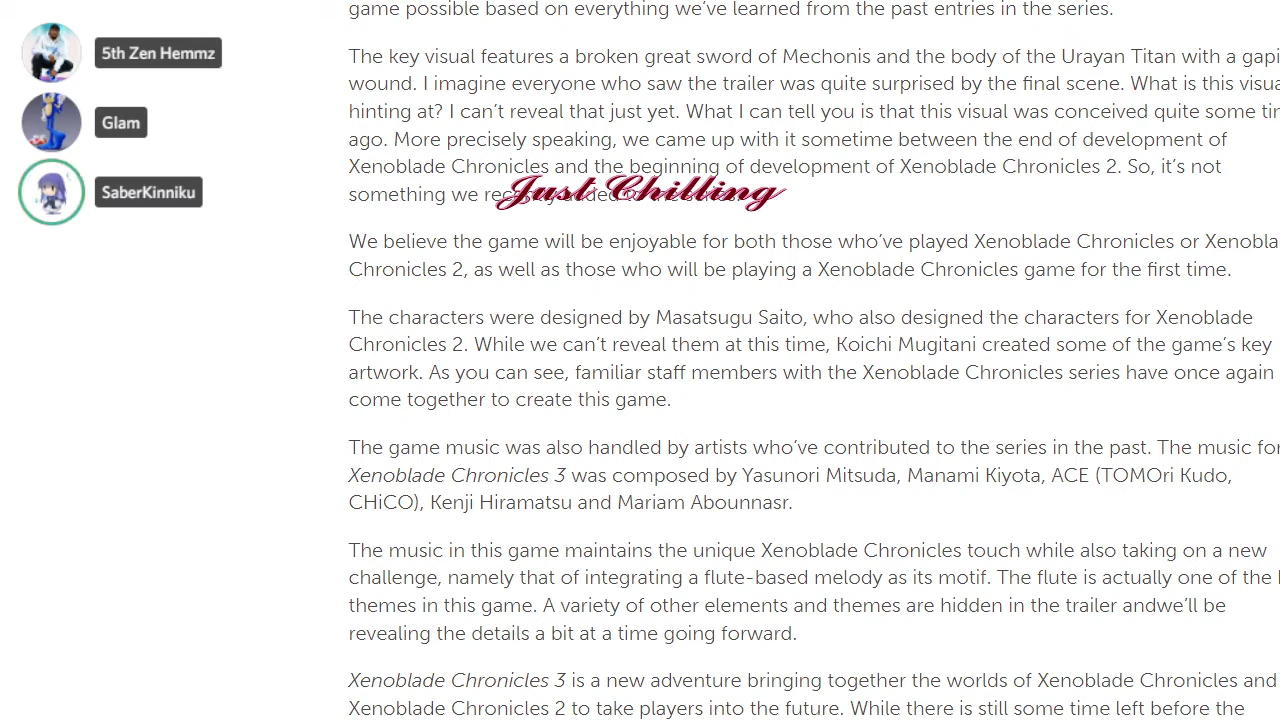 5th Zen Hemmz
Glam
SaberKinniku
game possible based on everything we've learned from the past entries in the series.
The key visual features a broken great sword of Mechonis and the body of the Urayan Titan with a gapi
wound. I imagine everyone who saw the trailer was quite surprised by the final scene. What is this visua
hinting at? I can't reveal that just yet. What I can tell you is that this visual was conceived quite some tir
ago. More precisely speaking, we came up with it sometime between the end of development of
Xenoblade Chronicles and the beginning of development of Xenoblade Chronicles 2. So, it's not
something we
Just Chilling
We believe the game will be enjoyable for both those who've played Xenoblade Chronicles or Xenobla
Chronicles 2, as well as those who will be playing a Xenoblade Chronicles game for the first time.
The characters were designed by Masatsugu Saito, who also designed the characters for Xenoblade
Chronicles 2. While we can't reveal them at this time, Koichi Mugitani created some of the game's key
artwork. As you can see, familiar staff members with the Xenoblade Chronicles series have once again
come together to create this game.
The game music was also handled by artists who've contributed to the series in the past. The music for
Xenoblade Chronicles 3 was composed by Yasunori Mitsuda, Manami Kiyota, ACE (TOMOri Kudo,
CHiCO), Kenji Hiramatsu and Mariam Abounnasr.
The music in this game maintains the unique Xenoblade Chronicles touch while also taking on a new
challenge, namely that of integrating a flute-based melody as its motif. The flute is actually one of the
themes in this game. A variety of other elements and themes are hidden in the trailer andwe'll be
revealing the details a bit at a time going forward.
Xenoblade Chronicles 3 is a new adventure bringing together the worlds of Xenoblade Chronicles and
Xenoblade Chronicles 2 to take players into the future. While there is still some time left before the